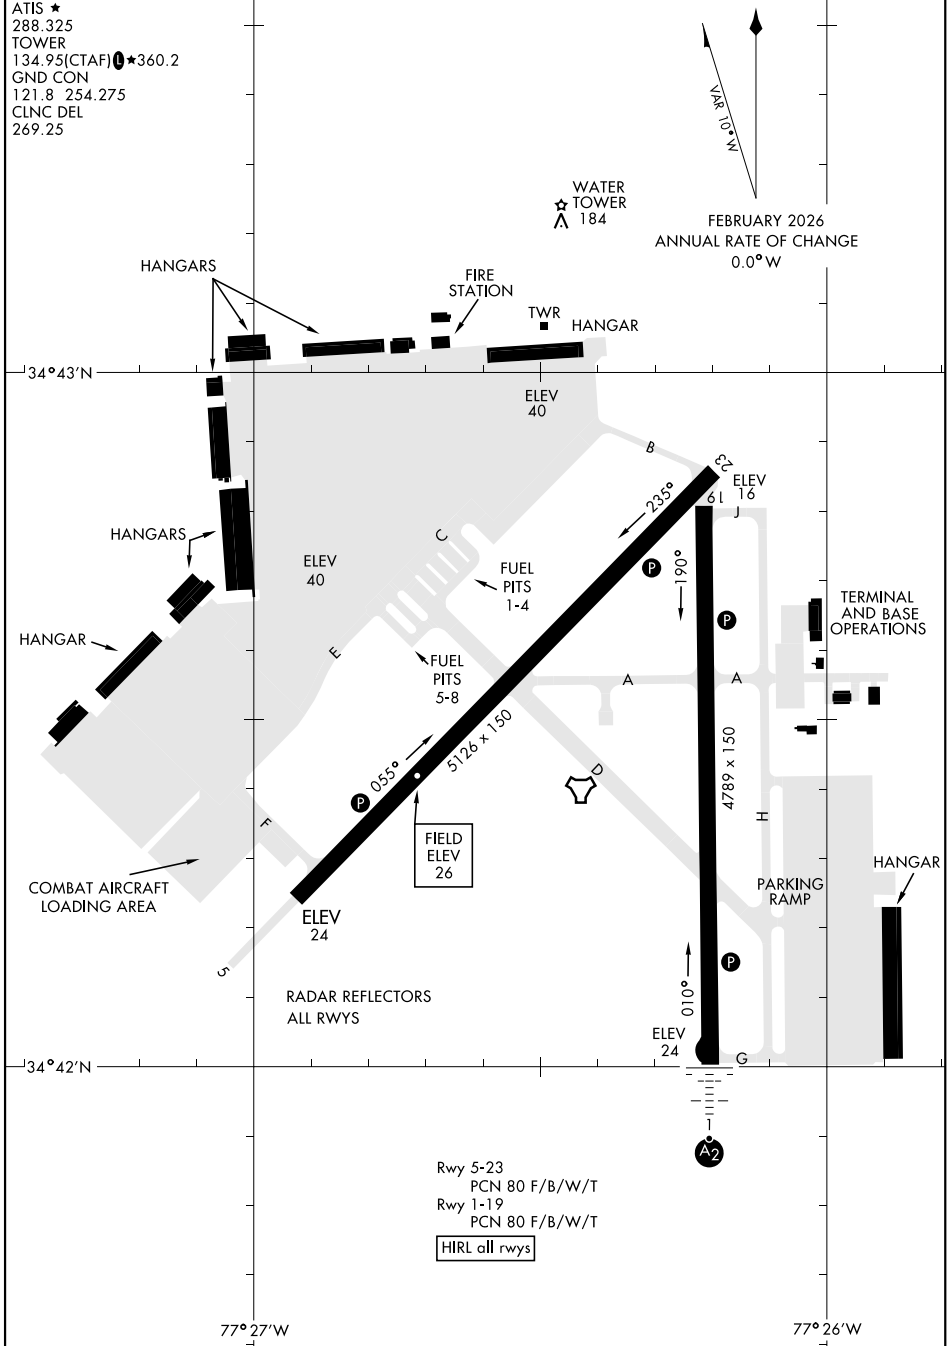 ATIS ★
288.325
TOWER
134.95(CTAF) L ★360.2
GND CON
121.8 254.275
CLNC DEL
269.25
VAR 10°W
WATER
TOWER
184
FEBRUARY 2026
ANNUAL RATE OF CHANGE
0.0°W
HANGARS
FIRE
STATION
TWR
HANGAR
34°43'N
ELEV
40
B
23
ELEV
16
19
J
235°
C
HANGARS
ELEV
40
FUEL
PITS
1-4
P
190°
P
TERMINAL
AND BASE
OPERATIONS
HANGAR
E
FUEL
PITS
5-8
A
A
5126 x 150
055°
P
D
4789 x 150
H
F
FIELD
ELEV
26
COMBAT AIRCRAFT
LOADING AREA
HANGAR
PARKING
RAMP
ELEV
24
5
P
010°
RADAR REFLECTORS
ALL RWYS
ELEV
24
G
34°42'N
1
A2
Rwy 5-23
PCN 80 F/B/W/T
Rwy 1-19
PCN 80 F/B/W/T
HIRL all rwys
77°27'W
77°26'W